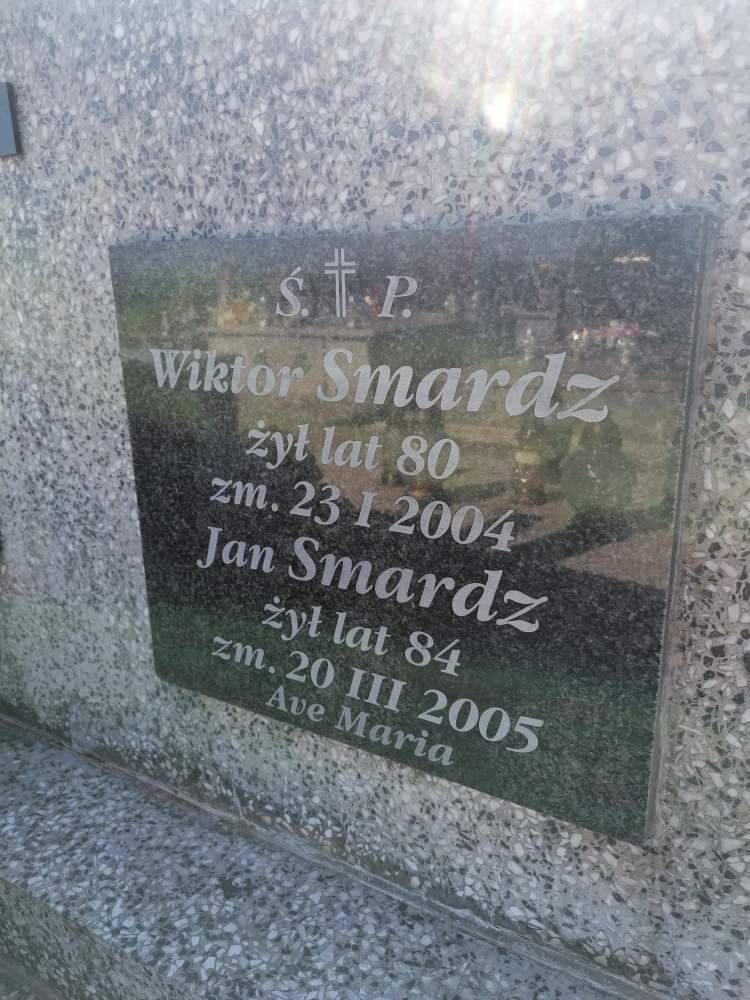 Ś. P.
Wiktor Smardz
żył lat 80
zm. 23 I 2004
Jan Smardz
żył lat 84
zm. 20 III 2005
Ave Maria